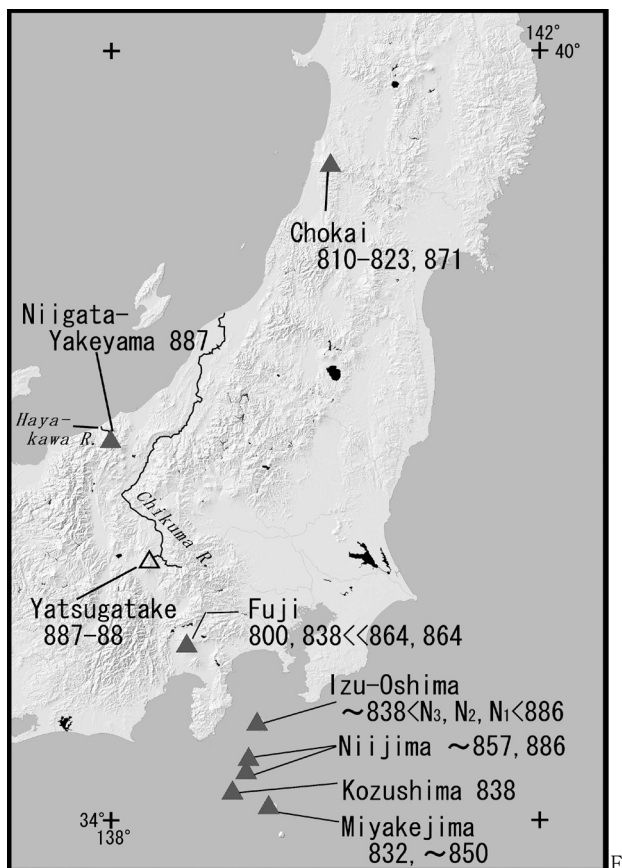 142°
40°
Chokai
810-823, 871
Niigata-
Yakeyama 887
Haya-
kawa R.
Chikuma R.
Yatsugatake
887-88
Fuji
800, 838<<864, 864
Izu-Oshima
~838<N3, N2, N1<886
Niijima ~857, 886
Kozushima 838
34°
138°
Miyakejima
832, ~850